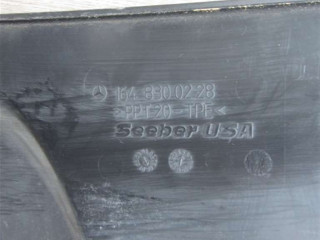 164 830 02 28
>PP T20-TPE<
Seeber USA